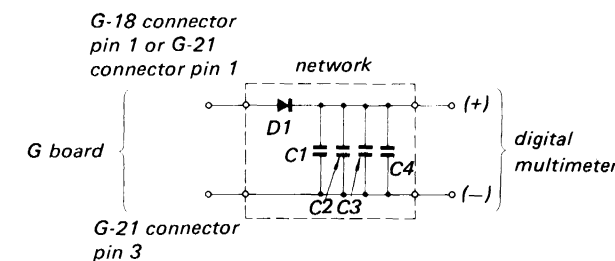 G-18 connector
pin 1 or G-21
connector pin 1
network
(+)
D1
G board
C1
C4
digital
multimeter
C2 C3
(—)
G-21 connector
pin 3